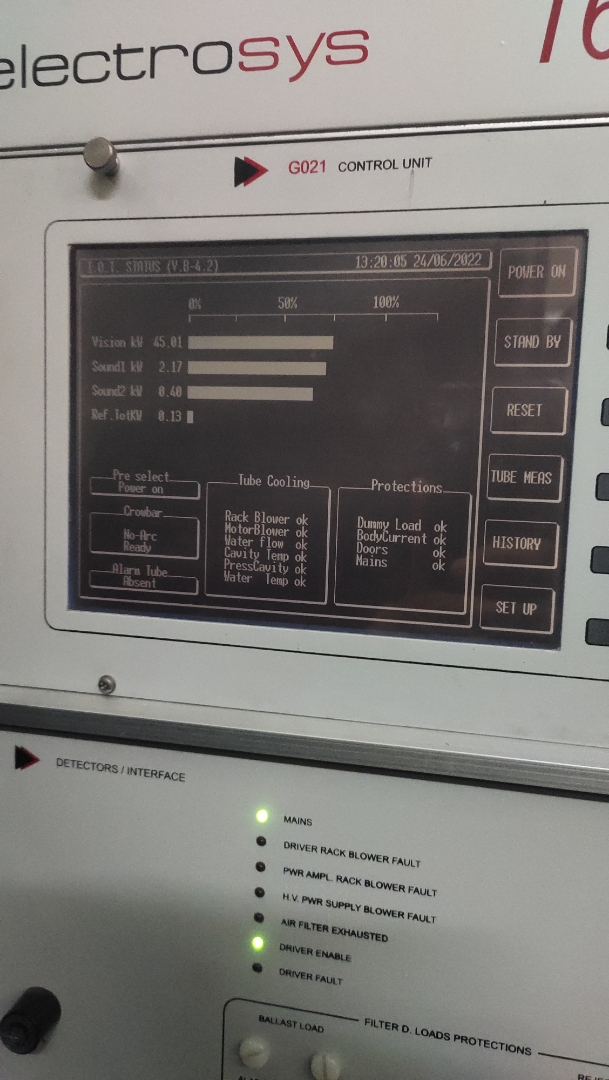 electrosys
G021 CONTROL UNIT
I.O.T. STATUS (V.B-4.2) 13:20:05 24/06/2022
0% 50% 100%
Vision kW 45.01
Sound1 kW 2.17
Sound2 kW 0.40
Ref.TotKW 0.13
Pre select
Power on
Crowbar
No-Arc
Ready
Alarm Tube
Absent
Tube Cooling
Rack Blower ok
MotorBlower ok
Water flow ok
Cavity Temp ok
PressCavity ok
Water Temp ok
Protections
Dummy Load ok
BodyCurrent ok
Doors ok
Mains ok
POWER ON
STAND BY
RESET
TUBE MEAS
HISTORY
SET UP
DETECTORS / INTERFACE
MAINS
DRIVER RACK BLOWER FAULT
PWR AMPL. RACK BLOWER FAULT
H.V. PWR SUPPLY BLOWER FAULT
AIR FILTER EXHAUSTED
DRIVER ENABLE
DRIVER FAULT
BALLAST LOAD
FILTER D. LOADS PROTECTIONS